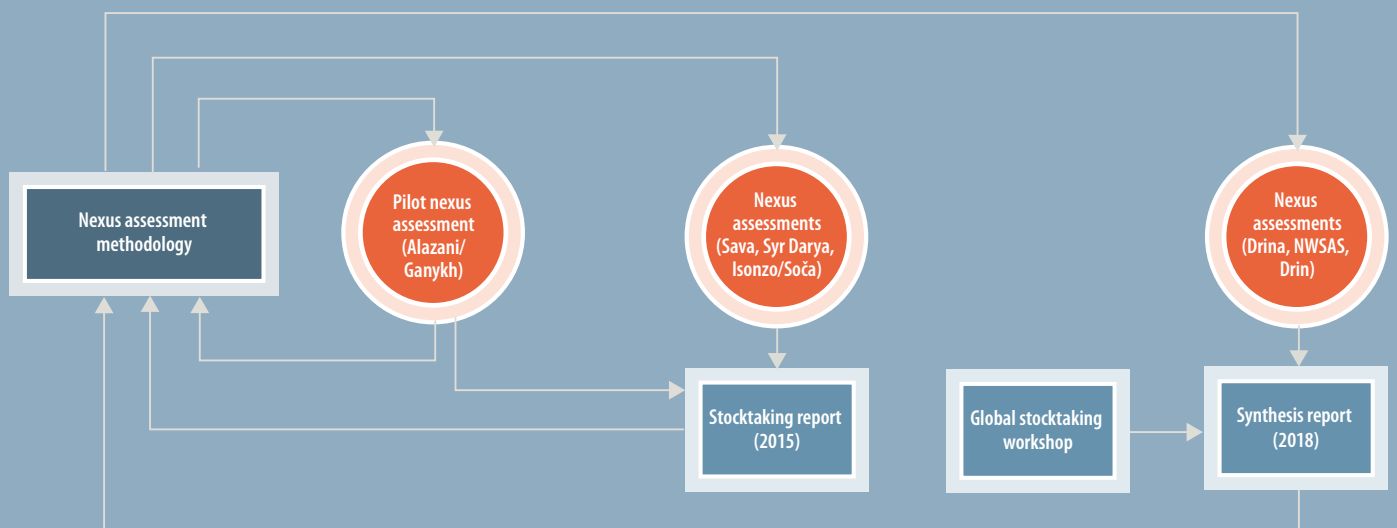 Nexus assessment
methodology
Pilot nexus
assessment
(Alazani/
Ganykh)
Nexus
assessments
(Sava, Syr Darya,
Isonzo/Soča)
Nexus
assessments
(Drina, NWSAS,
Drin)
Stocktaking report
(2015)
Global stocktaking
workshop
Synthesis report
(2018)